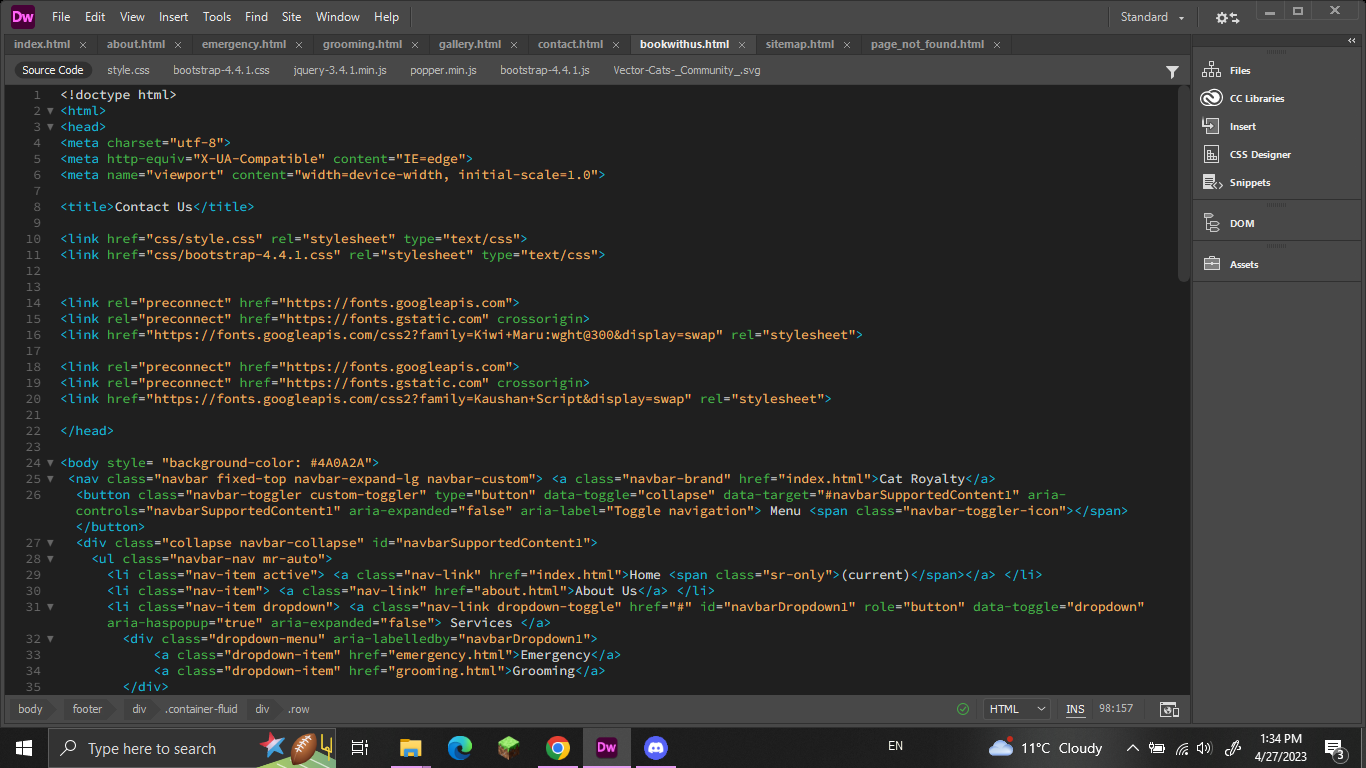 Dw File Edit View Insert Tools Find Site Window Help Standard
index.html about.html emergency.html grooming.html gallery.html contact.html bookwithus.html sitemap.html page_not_found.html
Source Code style.css bootstrap-4.4.1.css jquery-3.4.1.min.js popper.min.js bootstrap-4.4.1.js Vector-Cats-_Community_.svg
1 <!doctype html>
2 <html>
3 <head>
4 <meta charset="utf-8">
5 <meta http-equiv="X-UA-Compatible" content="IE=edge">
6 <meta name="viewport" content="width=device-width, initial-scale=1.0">
7
8 <title>Contact Us</title>
9
10 <link href="css/style.css" rel="stylesheet" type="text/css">
11 <link href="css/bootstrap-4.4.1.css" rel="stylesheet" type="text/css">
12
13
14 <link rel="preconnect" href="https://fonts.googleapis.com">
15 <link rel="preconnect" href="https://fonts.gstatic.com" crossorigin>
16 <link href="https://fonts.googleapis.com/css2?family=Kiwi+Maru:wght@300&display=swap" rel="stylesheet">
17
18 <link rel="preconnect" href="https://fonts.googleapis.com">
19 <link rel="preconnect" href="https://fonts.gstatic.com" crossorigin>
20 <link href="https://fonts.googleapis.com/css2?family=Kaushan+Script&display=swap" rel="stylesheet">
21
22 </head>
23
24 <body style= "background-color: #4A0A2A">
25 <nav class="navbar fixed-top navbar-expand-lg navbar-custom"> <a class="navbar-brand" href="index.html">Cat Royalty</a>
26 <button class="navbar-toggler custom-toggler" type="button" data-toggle="collapse" data-target="#navbarSupportedContent1" aria-
controls="navbarSupportedContent1" aria-expanded="false" aria-label="Toggle navigation"> Menu <span class="navbar-toggler-icon"></span>
</button>
27 <div class="collapse navbar-collapse" id="navbarSupportedContent1">
28 <ul class="navbar-nav mr-auto">
29 <li class="nav-item active"> <a class="nav-link" href="index.html">Home <span class="sr-only">(current)</span></a> </li>
30 <li class="nav-item"> <a class="nav-link" href="about.html">About Us</a> </li>
31 <li class="nav-item dropdown"> <a class="nav-link dropdown-toggle" href="#" id="navbarDropdown1" role="button" data-toggle="dropdown"
aria-haspopup="true" aria-expanded="false"> Services </a>
32 <div class="dropdown-menu" aria-labelledby="navbarDropdown1">
33 <a class="dropdown-item" href="emergency.html">Emergency</a>
34 <a class="dropdown-item" href="grooming.html">Grooming</a>
35 </div>
Files
CC Libraries
Insert
CSS Designer
Snippets
DOM
Assets
body footer div .container-fluid div .row HTML INS 98:157
Type here to search Dw EN 11°C Cloudy 1:34 PM
4/27/2023 3